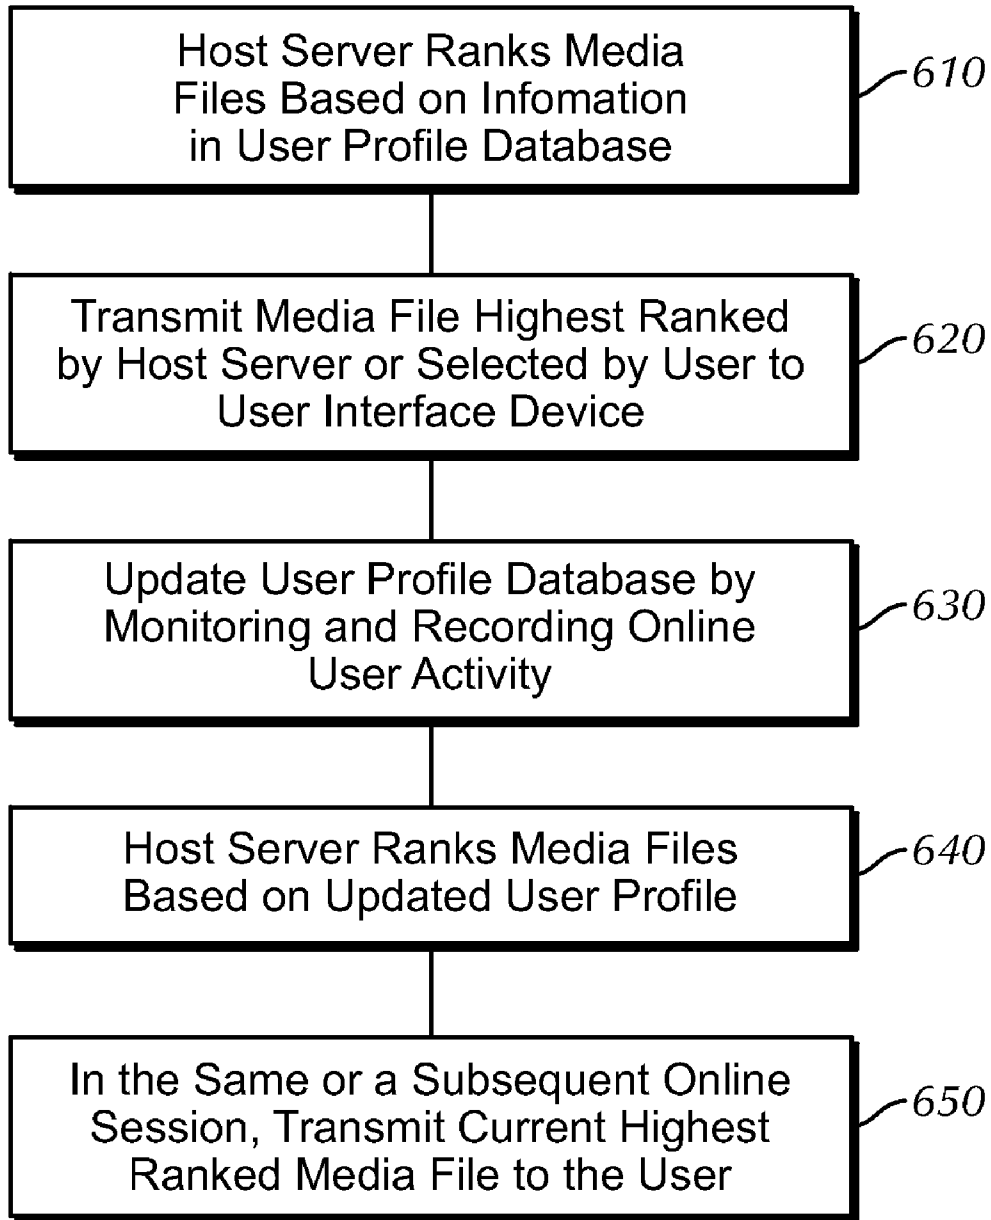 Host Server Ranks Media
Files Based on Infomation
in User Profile Database
610
Transmit Media File Highest Ranked
by Host Server or Selected by User to
User Interface Device
620
Update User Profile Database by
Monitoring and Recording Online
User Activity
630
Host Server Ranks Media Files
Based on Updated User Profile
640
In the Same or a Subsequent Online
Session, Transmit Current Highest
Ranked Media File to the User
650